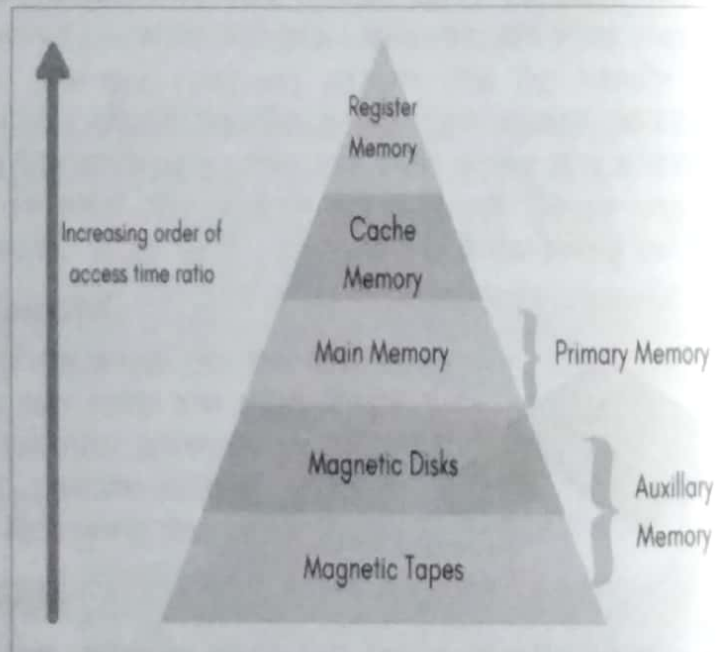 Register
Memory
Increasing order of
access time ratio
Cache
Memory
Main Memory
Primary Memory
Magnetic Disks
Auxillary
Memory
Magnetic Tapes